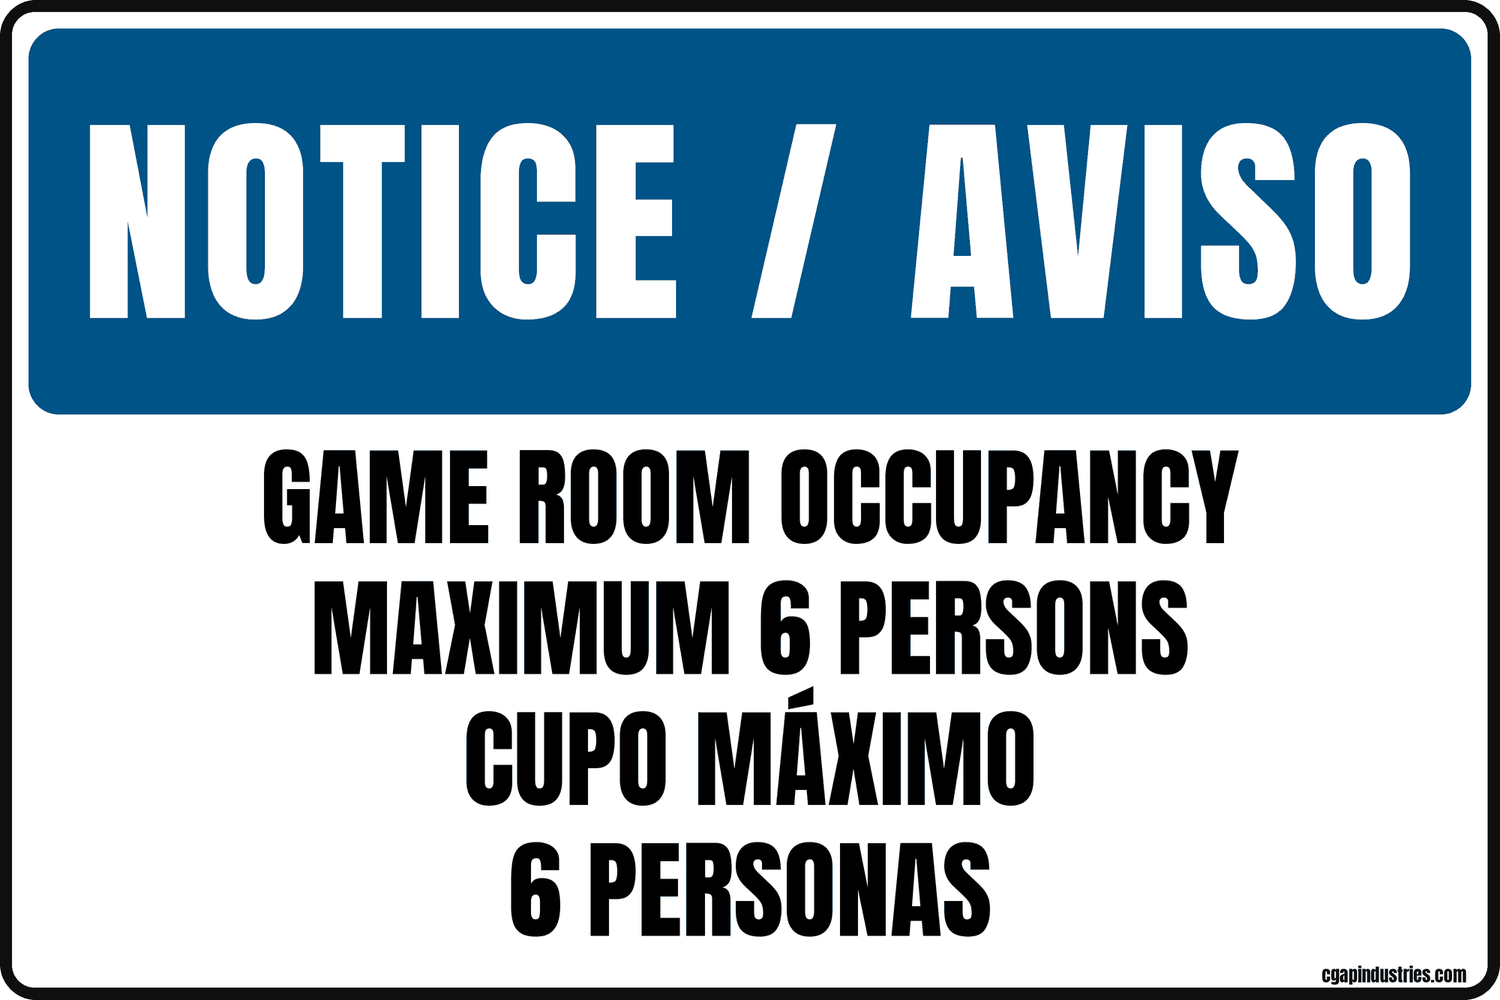 NOTICE / AVISO
GAME ROOM OCCUPANCY
MAXIMUM 6 PERSONS
CUPO MÁXIMO
6 PERSONAS
cgapindustries.com